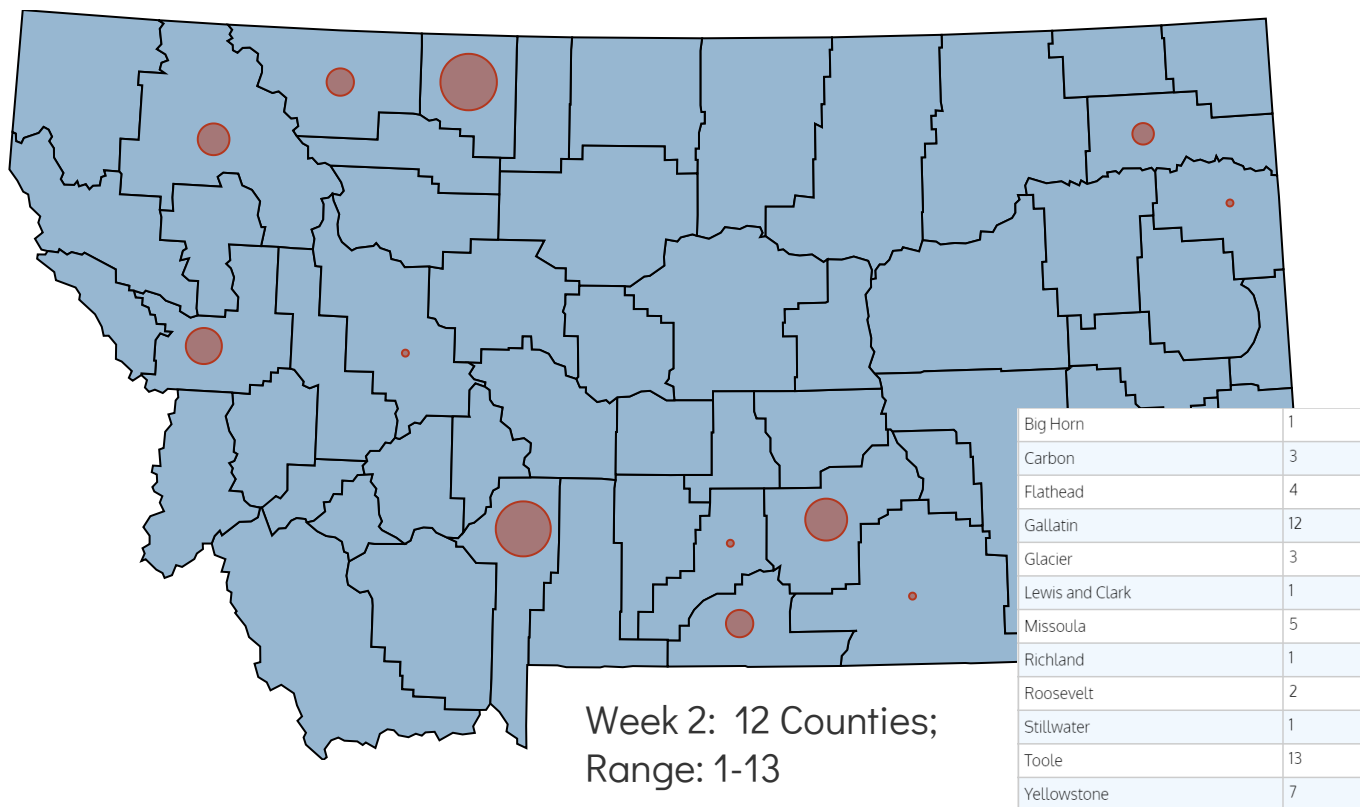 Big Horn 1
Carbon 3
Flathead 4
Gallatin 12
Glacier 3
Lewis and Clark 1
Missoula 5
Richland 1
Roosevelt 2
Stillwater 1
Toole 13
Yellowstone 7
Week 2: 12 Counties;
Range: 1-13